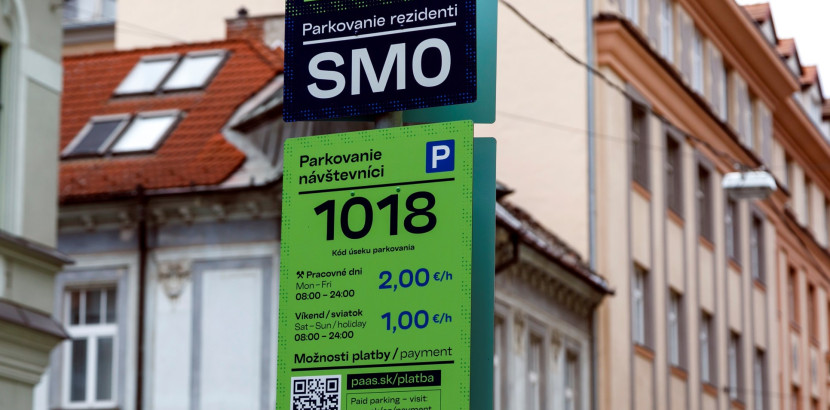 Parkovanie rezidenti
SM0
Parkovanie
návštevníci
P
1018
Kód úseku parkovania
Pracovné dni
Mon – Fri
08:00 – 24:00
2,00 €/h
Víkend / sviatok
Sat – Sun / holiday
08:00 – 24:00
1,00 €/h
Možnosti platby / payment
paas.sk/platba
Paid parking – visit